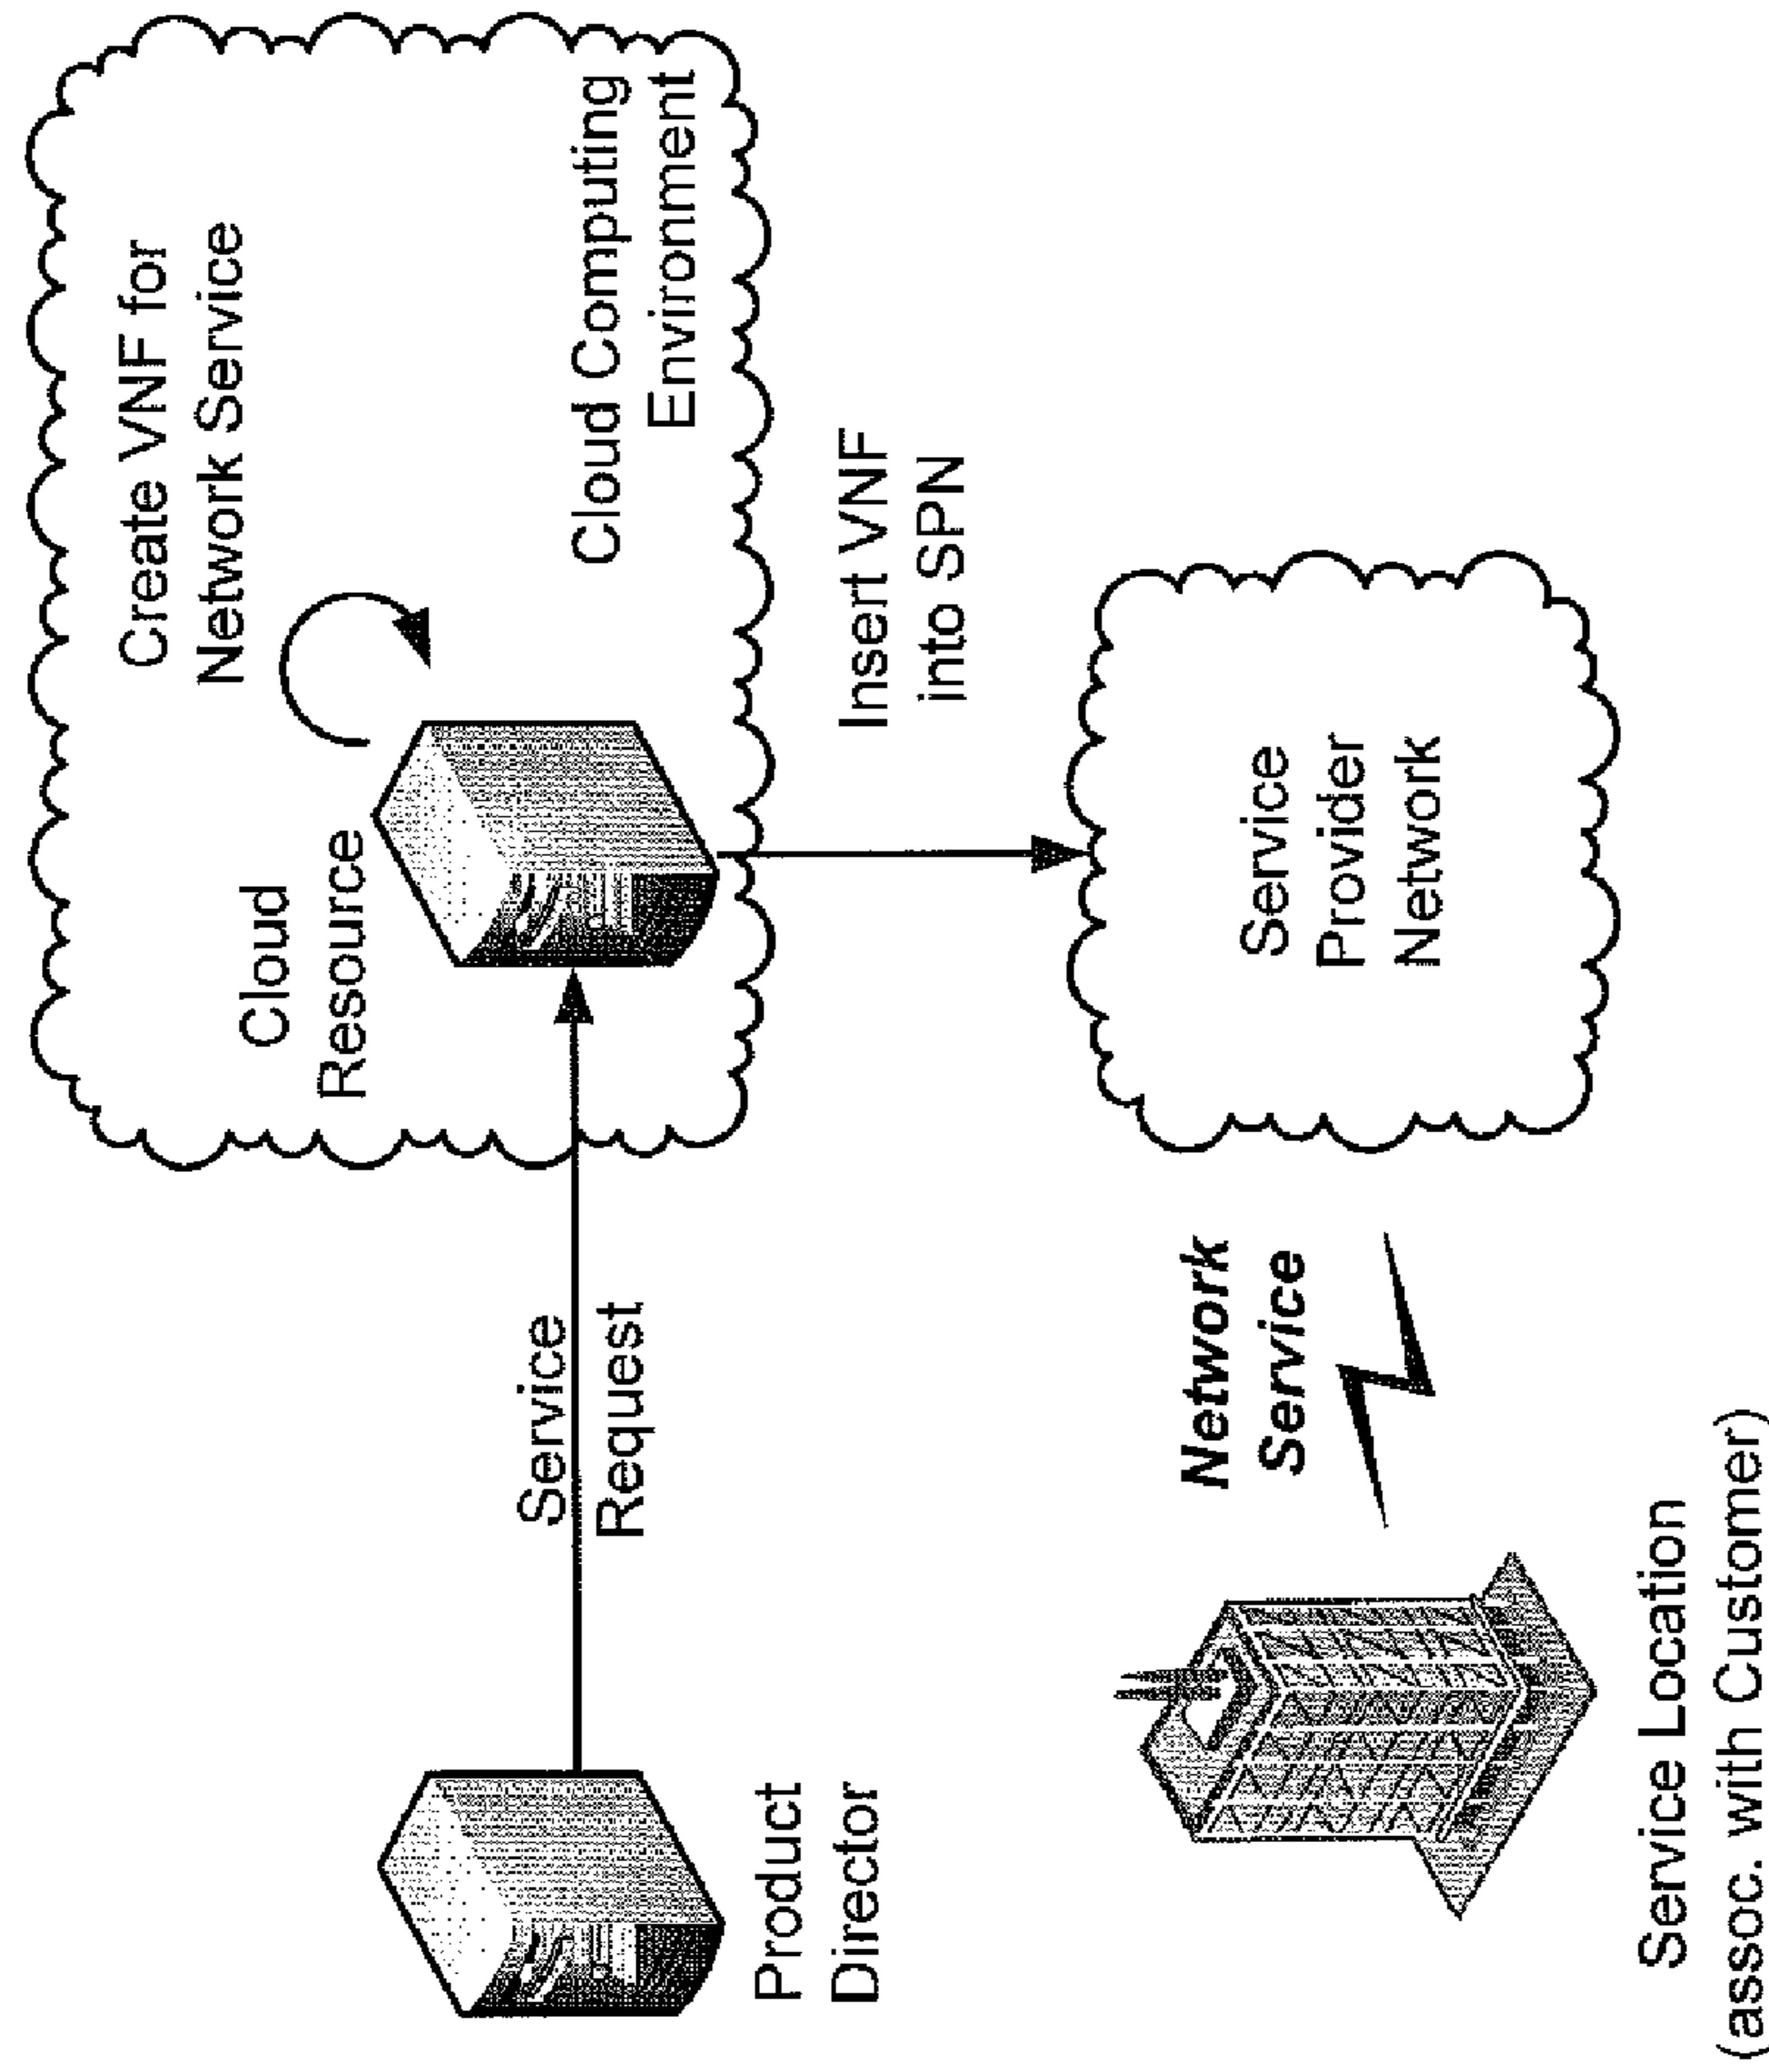 Create VNF for
Network Service
Cloud
Resource
Cloud Computing
Environment
Service
Request
Product
Director
Insert VNF
into SPN
Service
Provider
Network
Network
Service
Service Location
(assoc. with Customer)